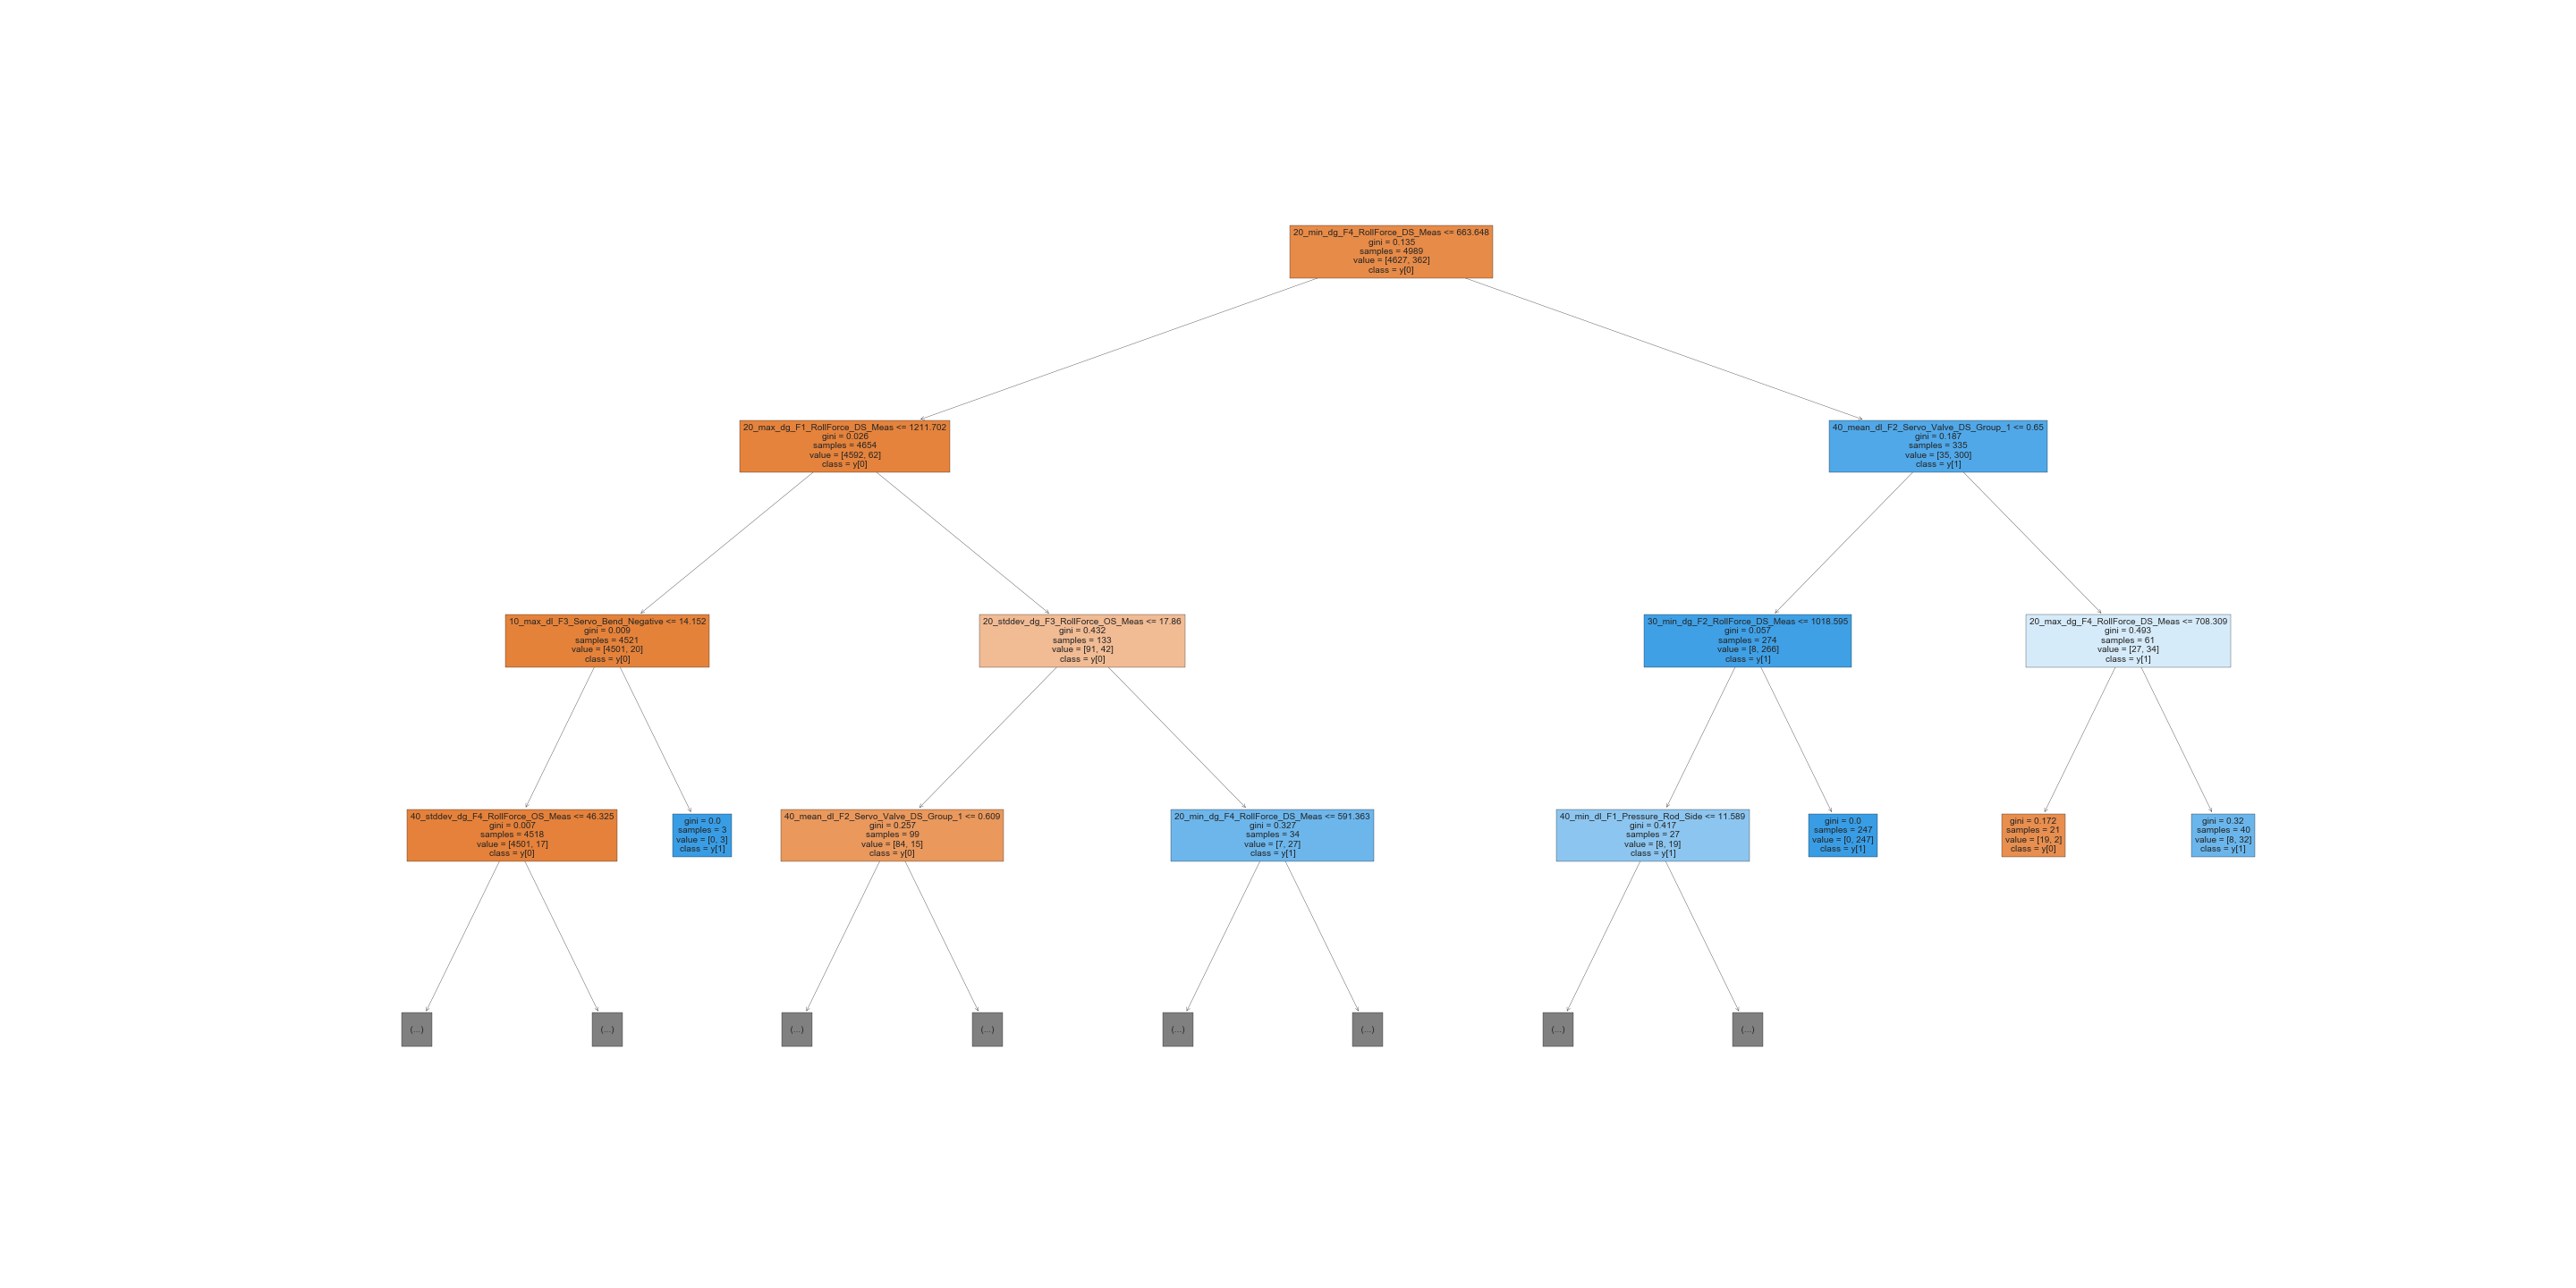 20_min_dg_F4_RollForce_DS_Meas <= 663.648
gini = 0.135
samples = 4989
value = [4627, 362]
class = y[0]
20_max_dg_F1_RollForce_DS_Meas <= 1211.702
gini = 0.026
samples = 4654
value = [4592, 62]
class = y[0]
40_mean_dl_F2_Servo_Valve_DS_Group_1 <= 0.65
gini = 0.187
samples = 335
value = [35, 300]
class = y[1]
10_max_dl_F3_Servo_Bend_Negative <= 14.152
gini = 0.009
samples = 4521
value = [4501, 20]
class = y[0]
20_stddev_dg_F3_RollForce_OS_Meas <= 17.86
gini = 0.432
samples = 133
value = [91, 42]
class = y[0]
30_min_dg_F2_RollForce_DS_Meas <= 1018.595
gini = 0.057
samples = 274
value = [8, 266]
class = y[1]
20_max_dg_F4_RollForce_DS_Meas <= 708.309
gini = 0.493
samples = 61
value = [27, 34]
class = y[1]
40_stddev_dg_F4_RollForce_OS_Meas <= 46.325
gini = 0.007
samples = 4518
value = [4501, 17]
class = y[0]
gini = 0.0
samples = 3
value = [0, 3]
class = y[1]
40_mean_dl_F2_Servo_Valve_DS_Group_1 <= 0.609
gini = 0.257
samples = 99
value = [84, 15]
class = y[0]
20_min_dg_F4_RollForce_DS_Meas <= 591.363
gini = 0.327
samples = 34
value = [7, 27]
class = y[1]
40_min_dl_F1_Pressure_Rod_Side <= 11.589
gini = 0.417
samples = 27
value = [8, 19]
class = y[1]
gini = 0.0
samples = 247
value = [0, 247]
class = y[1]
gini = 0.172
samples = 21
value = [19, 2]
class = y[0]
gini = 0.32
samples = 40
value = [8, 32]
class = y[1]
(...)
(...)
(...)
(...)
(...)
(...)
(...)
(...)